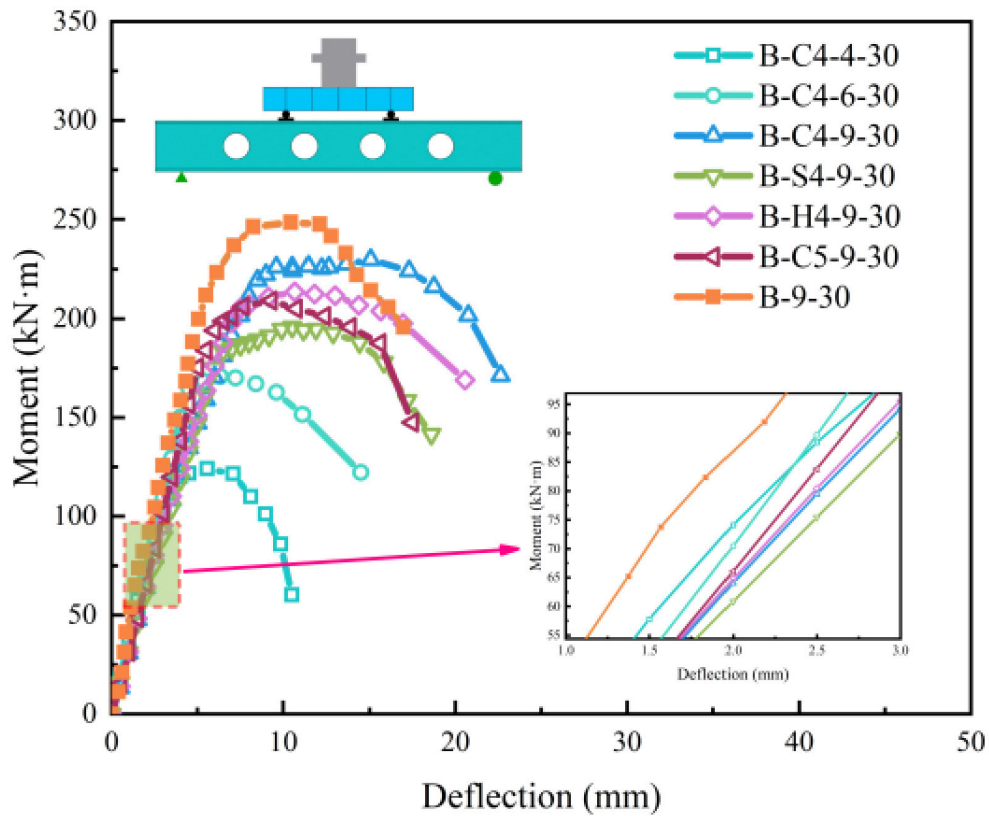 350
300
250
200
150
100
50
0
Moment (kN·m)
B-C4-4-30
B-C4-6-30
B-C4-9-30
B-S4-9-30
B-H4-9-30
B-C5-9-30
B-9-30
95
90
85
80
75
70
65
60
55
Moment (kN·m)
1.0 1.5 2.0 2.5 3.0
Deflection (mm)
0 10 20 30 40 50
Deflection (mm)